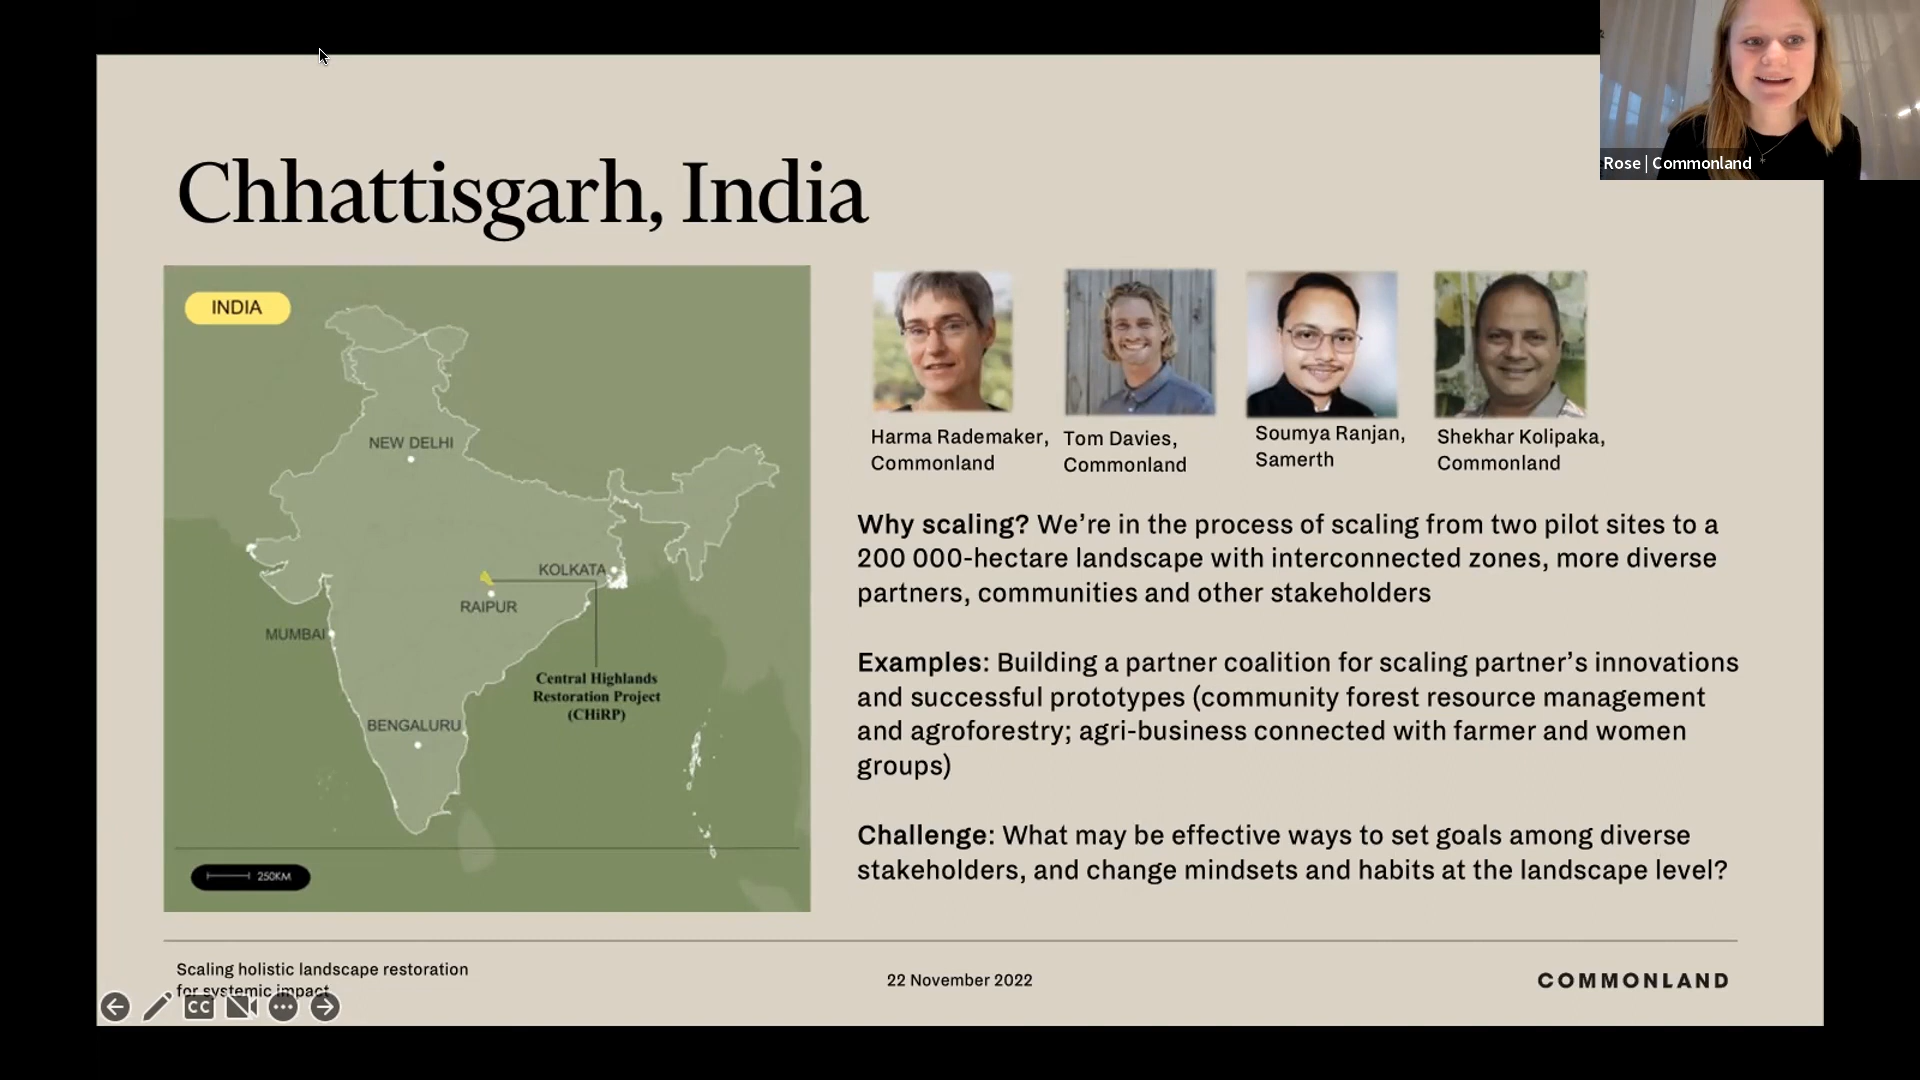 Rose | Commonland
Chhattisgarh, India
INDIA
NEW DELHI
KOLKATA
RAIPUR
MUMBAI
Central Highlands
Restoration Project
(CHiRP)
BENGALURU
250KM
Harma Rademaker,
Commonland
Tom Davies,
Commonland
Soumya Ranjan,
Samerth
Shekhar Kolipaka,
Commonland
Why scaling? We’re in the process of scaling from two pilot sites to a
200 000-hectare landscape with interconnected zones, more diverse
partners, communities and other stakeholders
Examples: Building a partner coalition for scaling partner’s innovations
and successful prototypes (community forest resource management
and agroforestry; agri-business connected with farmer and women
groups)
Challenge: What may be effective ways to set goals among diverse
stakeholders, and change mindsets and habits at the landscape level?
Scaling holistic landscape restoration
for systemic impact
22 November 2022
COMMONLAND
CC